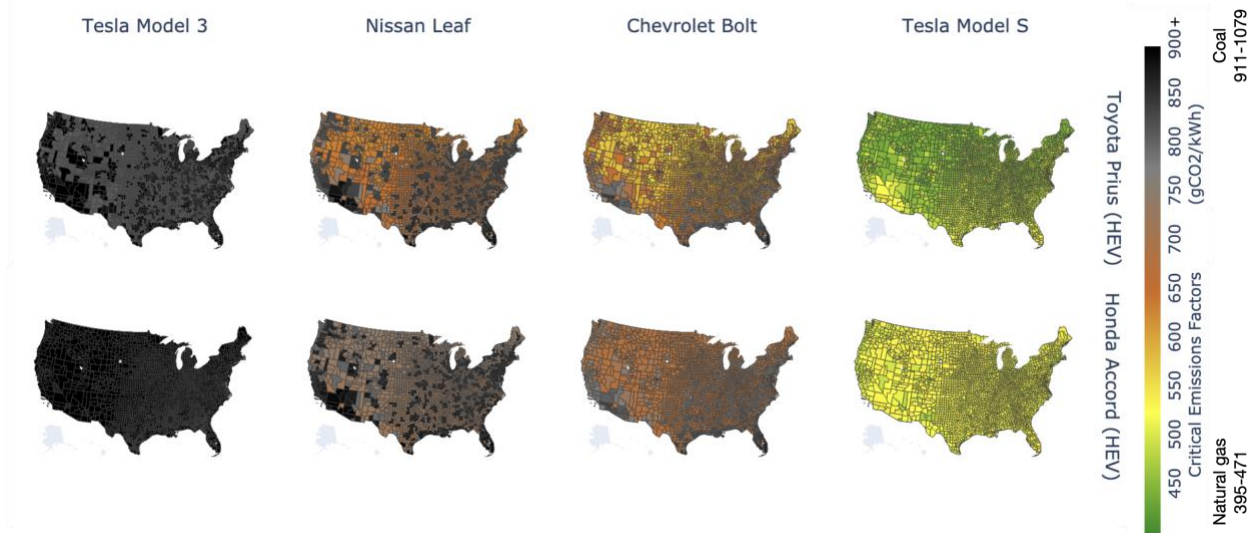 Tesla Model 3
Nissan Leaf
Chevrolet Bolt
Tesla Model S
Toyota Prius (HEV)
Honda Accord (HEV)
450
500
550
600
650
700
750
800
850
900+
Critical Emissions Factors
(gCO2/kWh)
Coal
911-1079
Natural gas
395-471